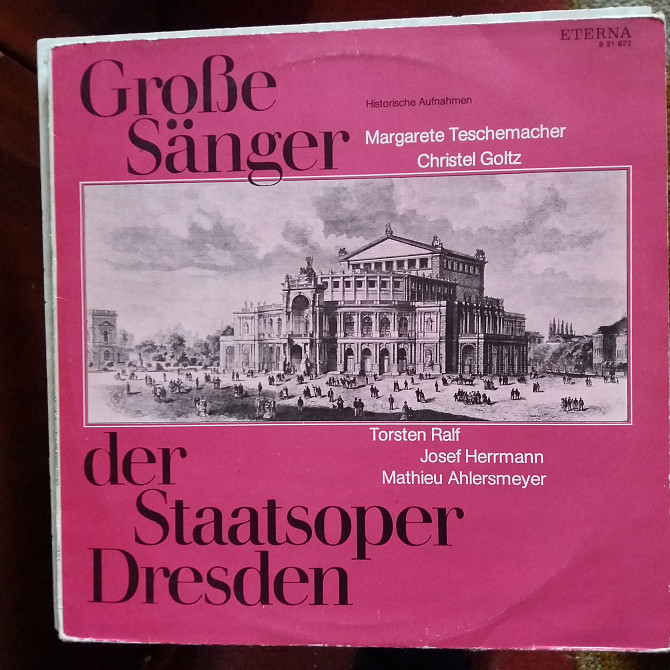 ETERNA
8 21 872
Große
Sänger
Historische Aufnahmen
Margarete Teschemacher
Christel Goltz
Torsten Ralf
Josef Herrmann
Mathieu Ahlersmeyer
der
Staatsoper
Dresden